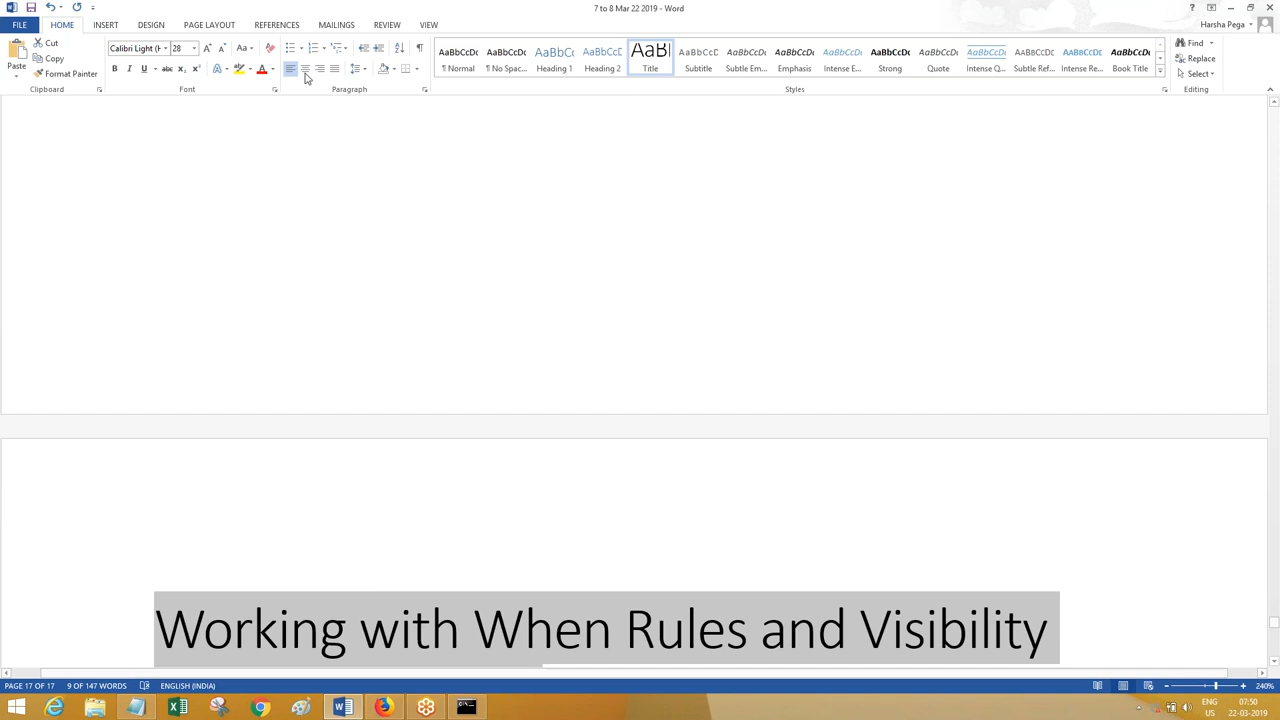 7 to 8 Mar 22 2019 - Word
FILE HOME INSERT DESIGN PAGE LAYOUT REFERENCES MAILINGS REVIEW VIEW Harsha Pega
Cut
Copy
Format Painter
Paste
Clipboard
Calibri Light (H 28
Font
Paragraph
AaBbCcDc AaBbCcDc AaBbCc AaBbCcD AaBl AaBbCcD AaBbCcDc AaBbCcDc AaBbCcDc AaBbCcDc AaBbCcDc AaBbCcDc AaBbCcDc AaBbCcDc AaBbCcDc
¶ Normal ¶ No Spac... Heading 1 Heading 2 Title Subtitle Subtle Em... Emphasis Intense E... Strong Quote Intense Q... Subtle Ref... Intense Re... Book Title
Styles
Find
Replace
Select
Editing
Working with When Rules and Visibility
PAGE 17 OF 17 9 OF 147 WORDS ENGLISH (INDIA) 240%
ENG 07:50
US 22-03-2019